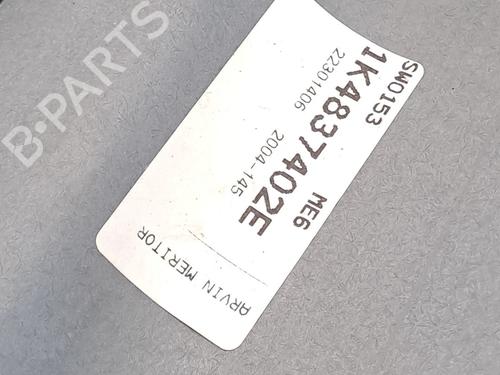 B-PARTS
SW0153
1K4837402E
22301406
ME6
2004-145
ARVIN MERITOR